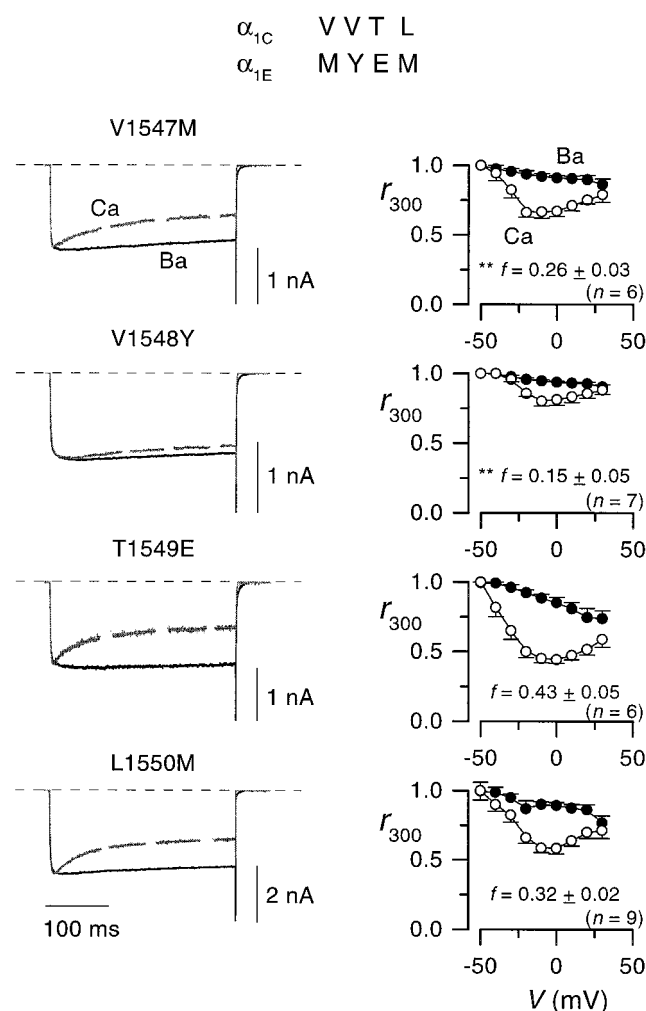 α1C V V T L
α1E M Y E M
V1547M
Ca
Ba
1 nA
r300
1.0
0.5
0.0
Ba
Ca
** f = 0.26 ± 0.03
(n = 6)
-50 0 50
V1548Y
1 nA
r300
1.0
0.5
0.0
** f = 0.15 ± 0.05
(n = 7)
-50 0 50
T1549E
1 nA
r300
1.0
0.5
0.0
f = 0.43 ± 0.05
(n = 6)
-50 0 50
L1550M
2 nA
100 ms
r300
1.0
0.5
0.0
f = 0.32 ± 0.02
(n = 9)
-50 0 50
V (mV)